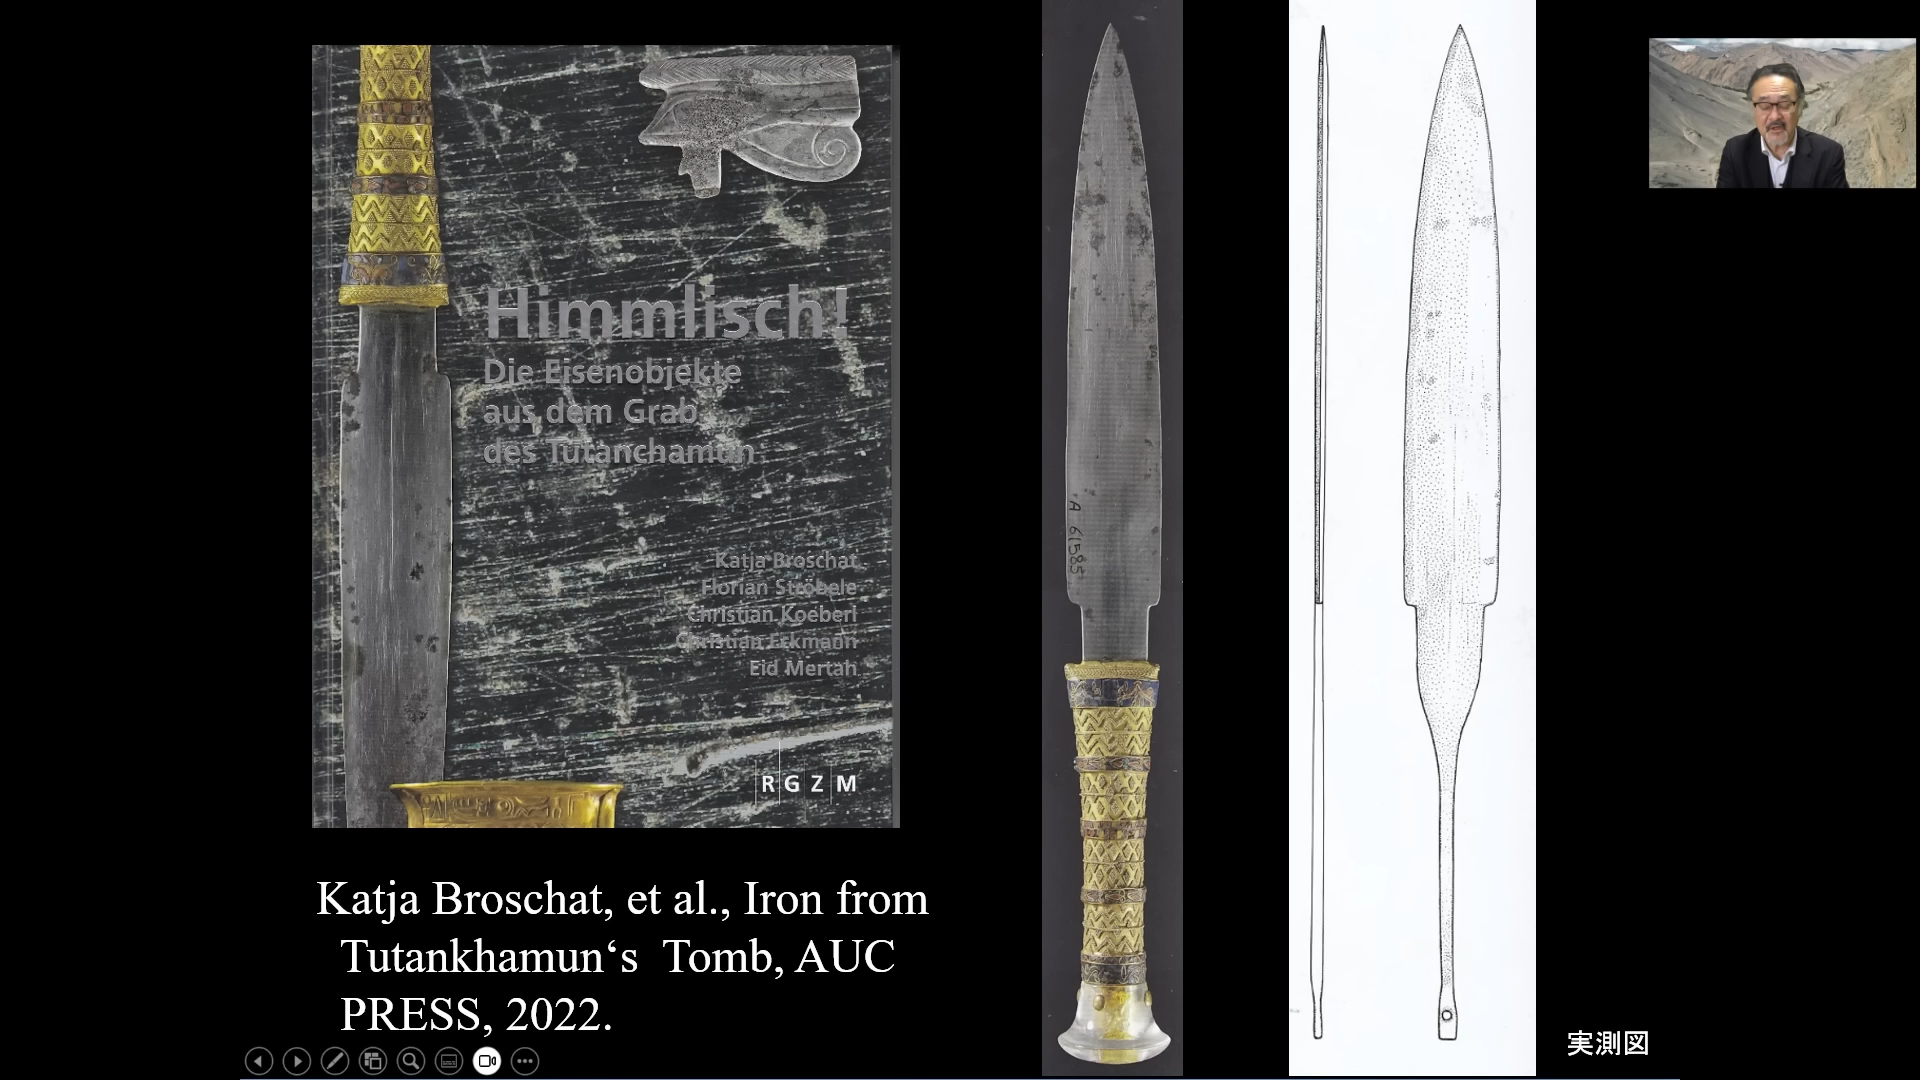 Himmlisch!
Die Eisenobjekte
aus dem Grab
des Tutanchamun
Katja Broschat
Florian Ströbele
Christian Koeberl
Christian Eckmann
Eid Mertah
R G Z M
Katja Broschat, et al., Iron from
Tutankhamun‘s Tomb, AUC
PRESS, 2022.
A 61585
実測図